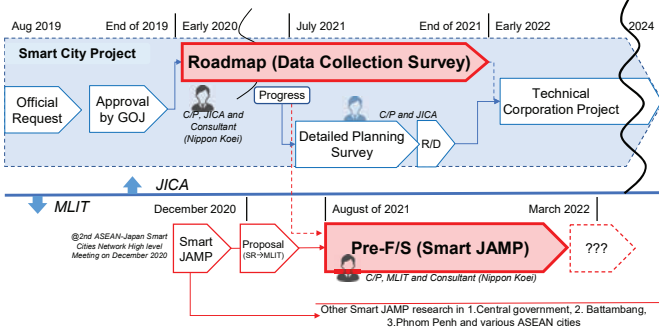 Aug 2019
End of 2019
Early 2020
July 2021
End of 2021
Early 2022
2024
Smart City Project
Roadmap (Data Collection Survey)
Official
Request
Approval
by GOJ
Progress
C/P, JICA and
Consultant
(Nippon Koei)
C/P and JICA
Detailed Planning
Survey
R/D
Technical
Corporation Project
JICA
MLIT
December 2020
August of 2021
March 2022
@2nd ASEAN-Japan Smart
Cities Network High level
Meeting on December 2020
Smart
JAMP
Proposal
(SR→MLIT)
Pre-F/S (Smart JAMP)
???
C/P, MLIT and Consultant (Nippon Koei)
Other Smart JAMP research in 1.Central government, 2. Battambang,
3.Phnom Penh and various ASEAN cities